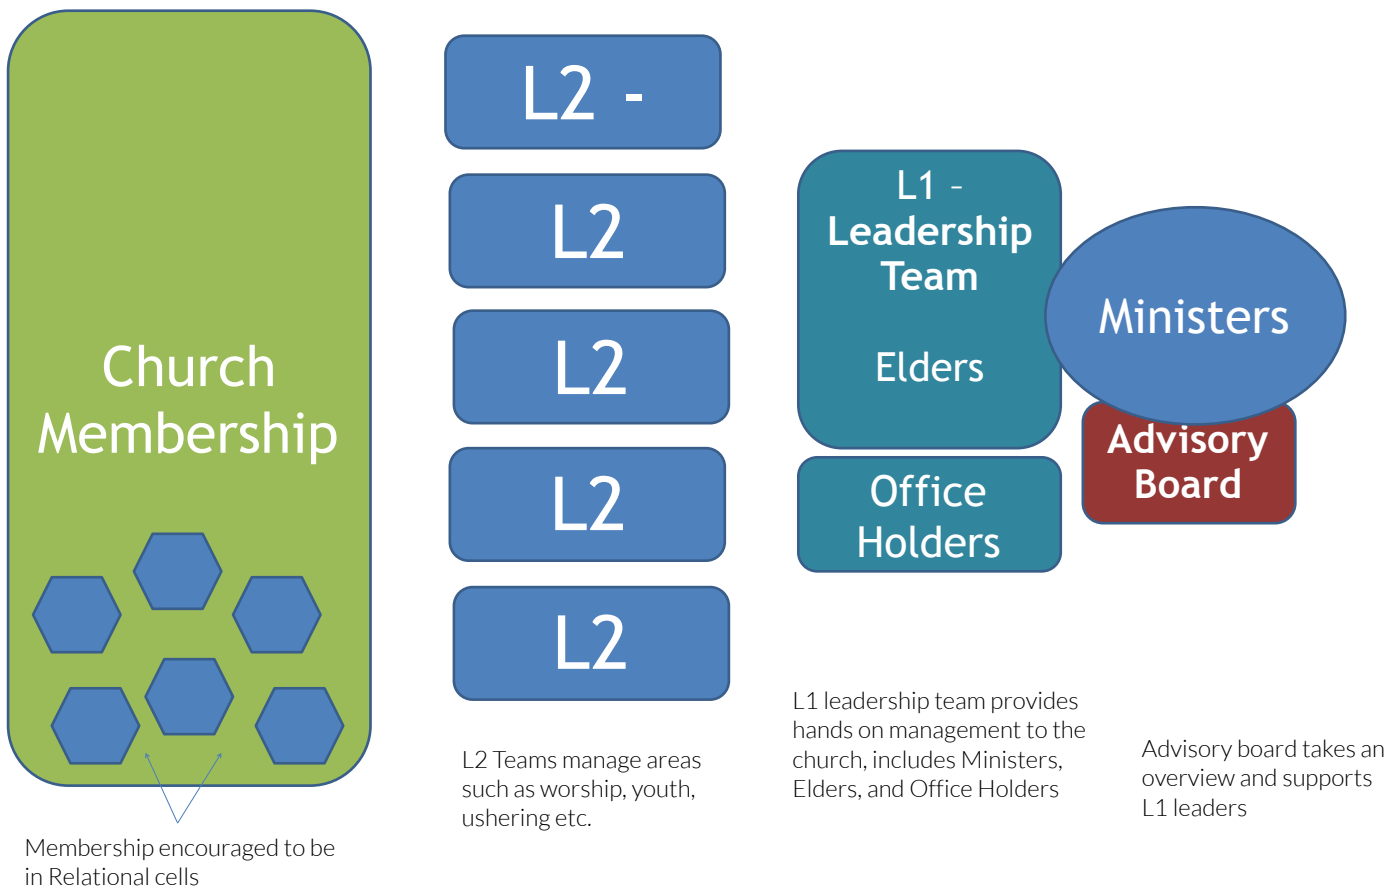 Church
Membership
Membership encouraged to be
in Relational cells
L2 -
L2
L2
L2
L2
L2 Teams manage areas
such as worship, youth,
ushering etc.
L1 –
Leadership
Team
Elders
Office
Holders
L1 leadership team provides
hands on management to the
church, includes Ministers,
Elders, and Office Holders
Ministers
Advisory
Board
Advisory board takes an
overview and supports
L1 leaders